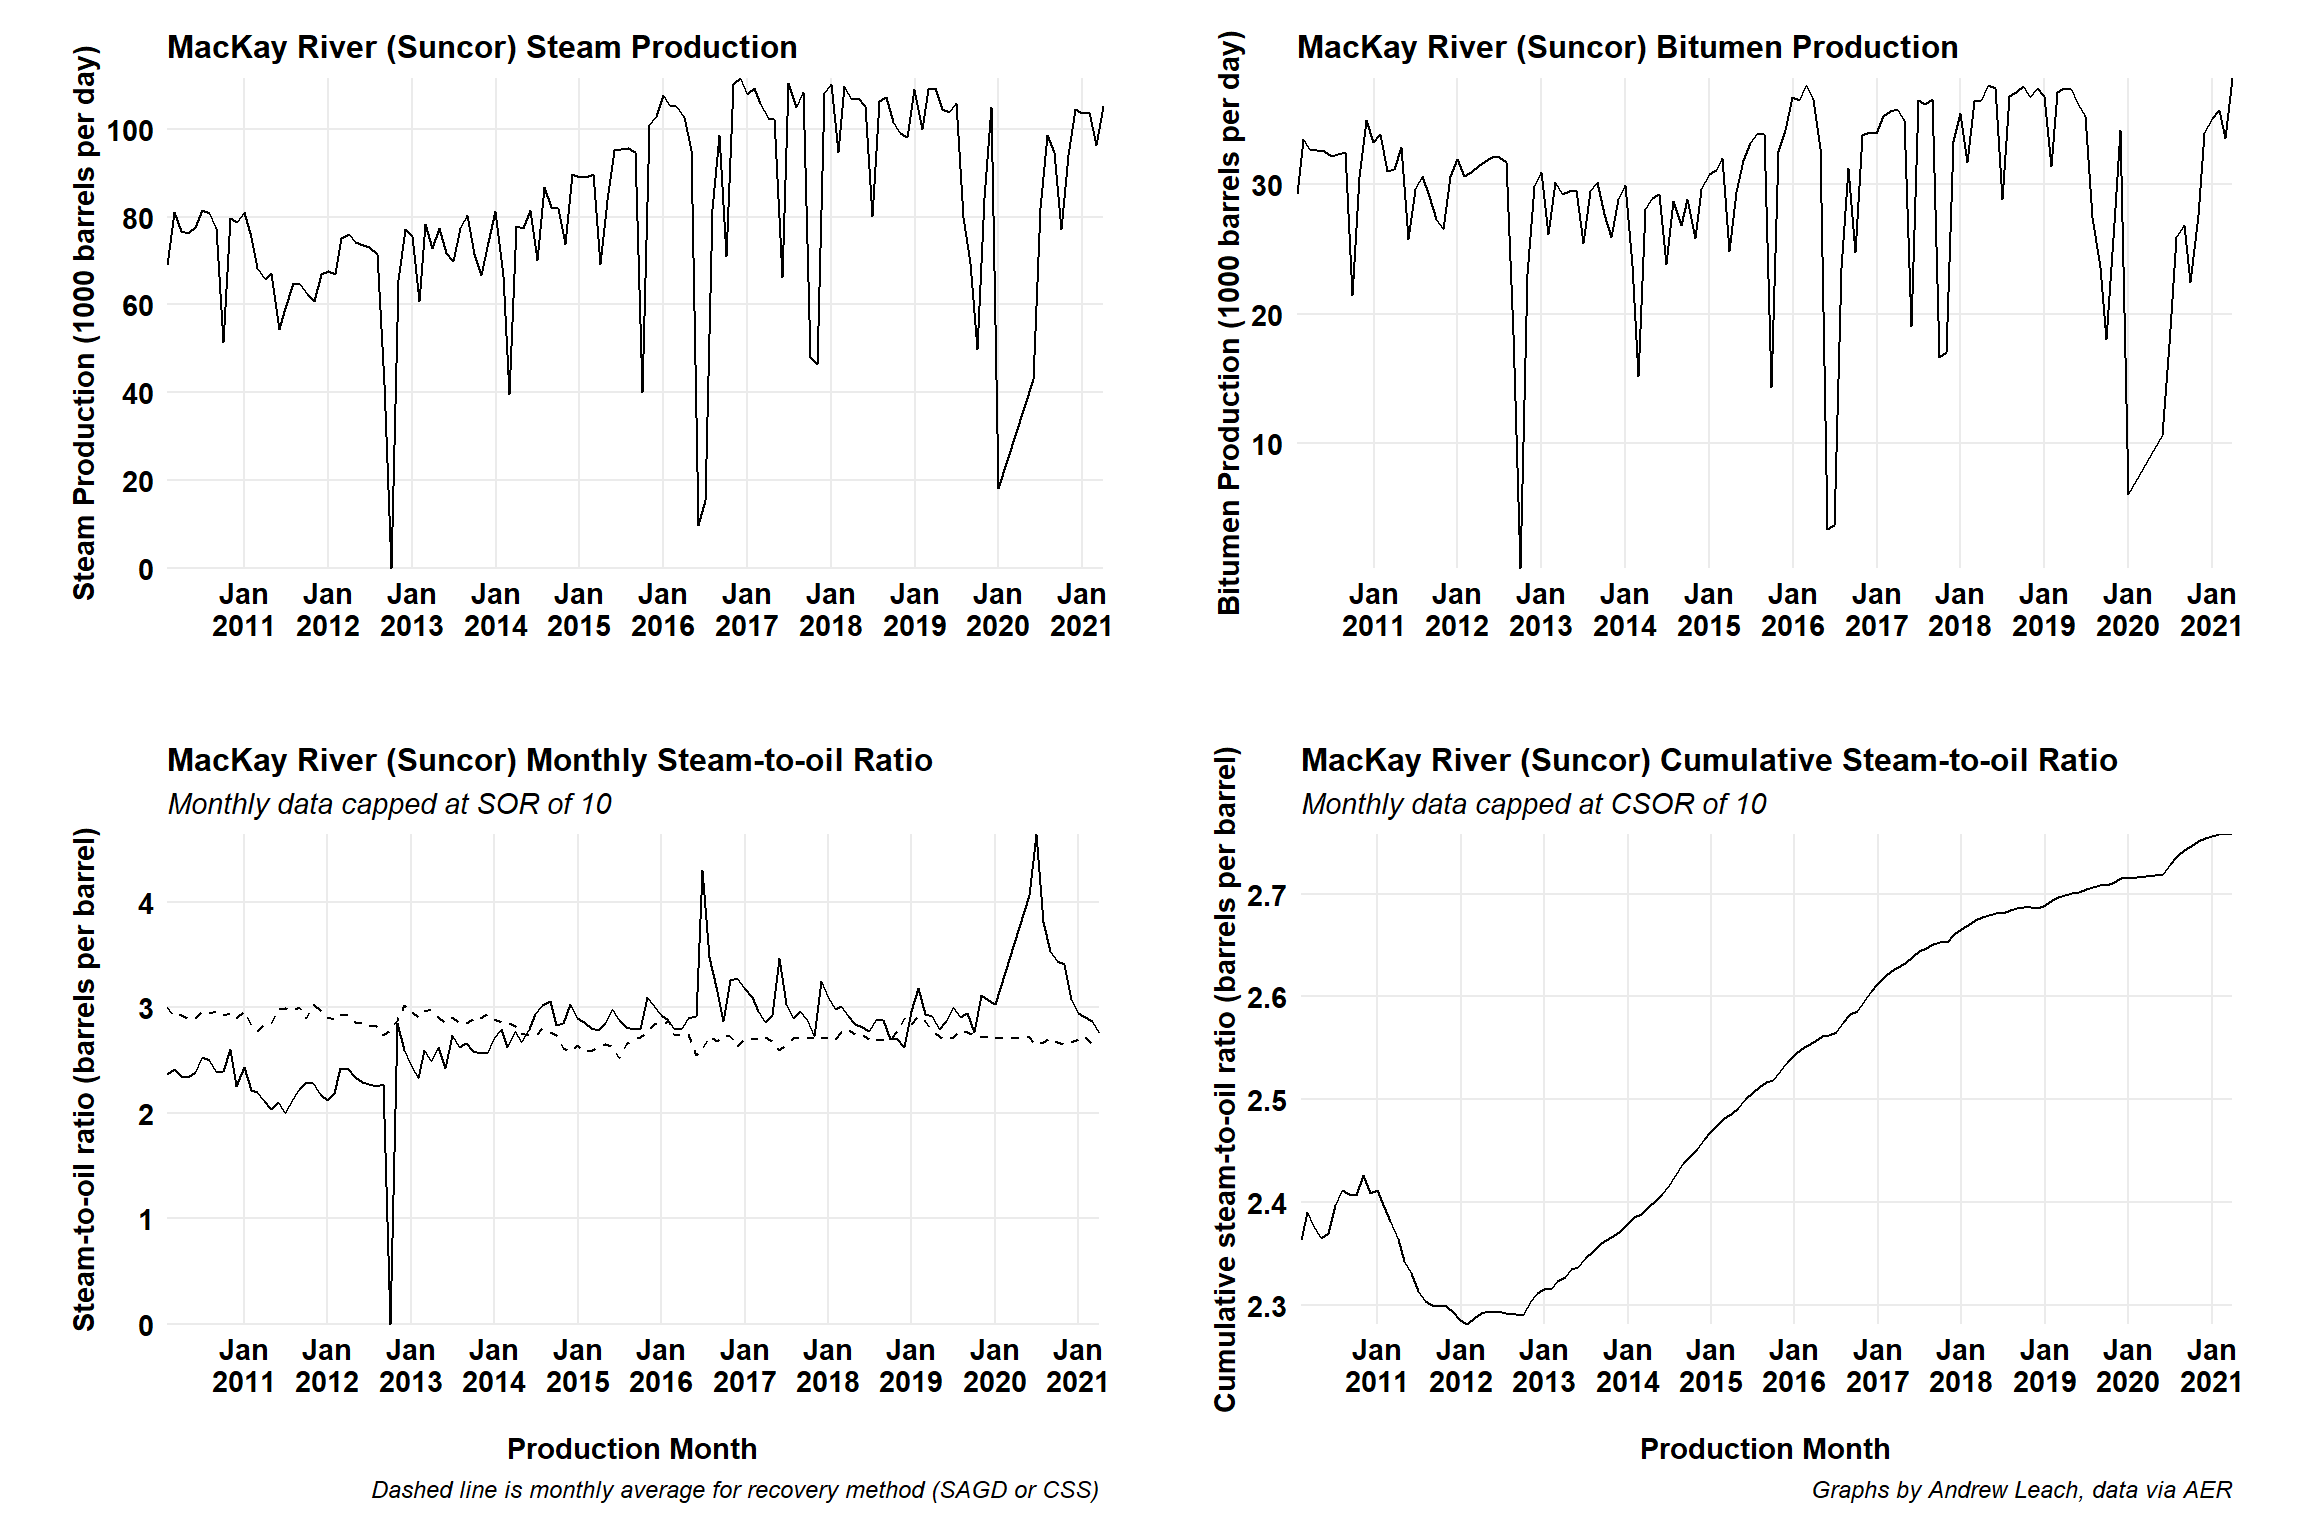 MacKay River (Suncor) Steam Production
Steam Production (1000 barrels per day)
100
80
60
40
20
0
Jan Jan Jan Jan Jan Jan Jan Jan Jan Jan Jan
2011 2012 2013 2014 2015 2016 2017 2018 2019 2020 2021
MacKay River (Suncor) Bitumen Production
Bitumen Production (1000 barrels per day)
30
20
10
Jan Jan Jan Jan Jan Jan Jan Jan Jan Jan Jan
2011 2012 2013 2014 2015 2016 2017 2018 2019 2020 2021
MacKay River (Suncor) Monthly Steam-to-oil Ratio
Monthly data capped at SOR of 10
Steam-to-oil ratio (barrels per barrel)
4
3
2
1
0
Jan Jan Jan Jan Jan Jan Jan Jan Jan Jan Jan
2011 2012 2013 2014 2015 2016 2017 2018 2019 2020 2021
Production Month
Dashed line is monthly average for recovery method (SAGD or CSS)
MacKay River (Suncor) Cumulative Steam-to-oil Ratio
Monthly data capped at CSOR of 10
Cumulative steam-to-oil ratio (barrels per barrel)
2.7
2.6
2.5
2.4
2.3
Jan Jan Jan Jan Jan Jan Jan Jan Jan Jan Jan
2011 2012 2013 2014 2015 2016 2017 2018 2019 2020 2021
Production Month
Graphs by Andrew Leach, data via AER